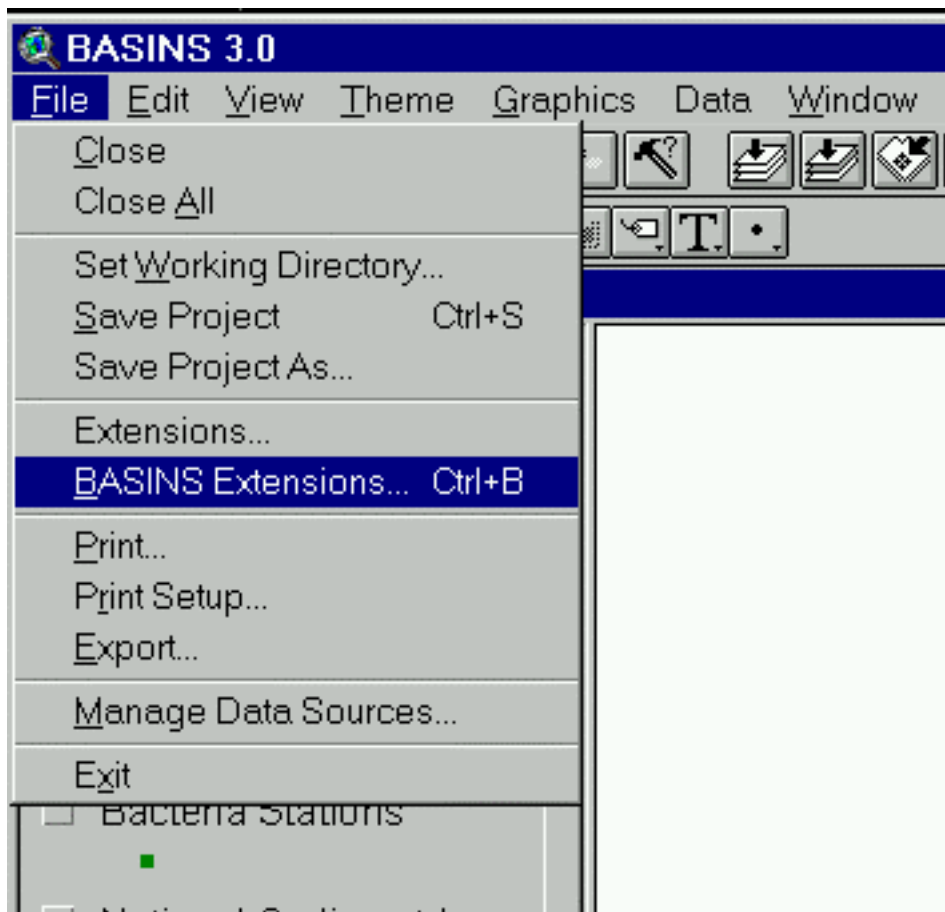 BASINS 3.0
File Edit View Theme Graphics Data Window
Close
Close All
Set Working Directory...
Save Project Ctrl+S
Save Project As...
Extensions...
BASINS Extensions... Ctrl+B
Print...
Print Setup...
Export...
Manage Data Sources...
Exit
Bacteria Stations